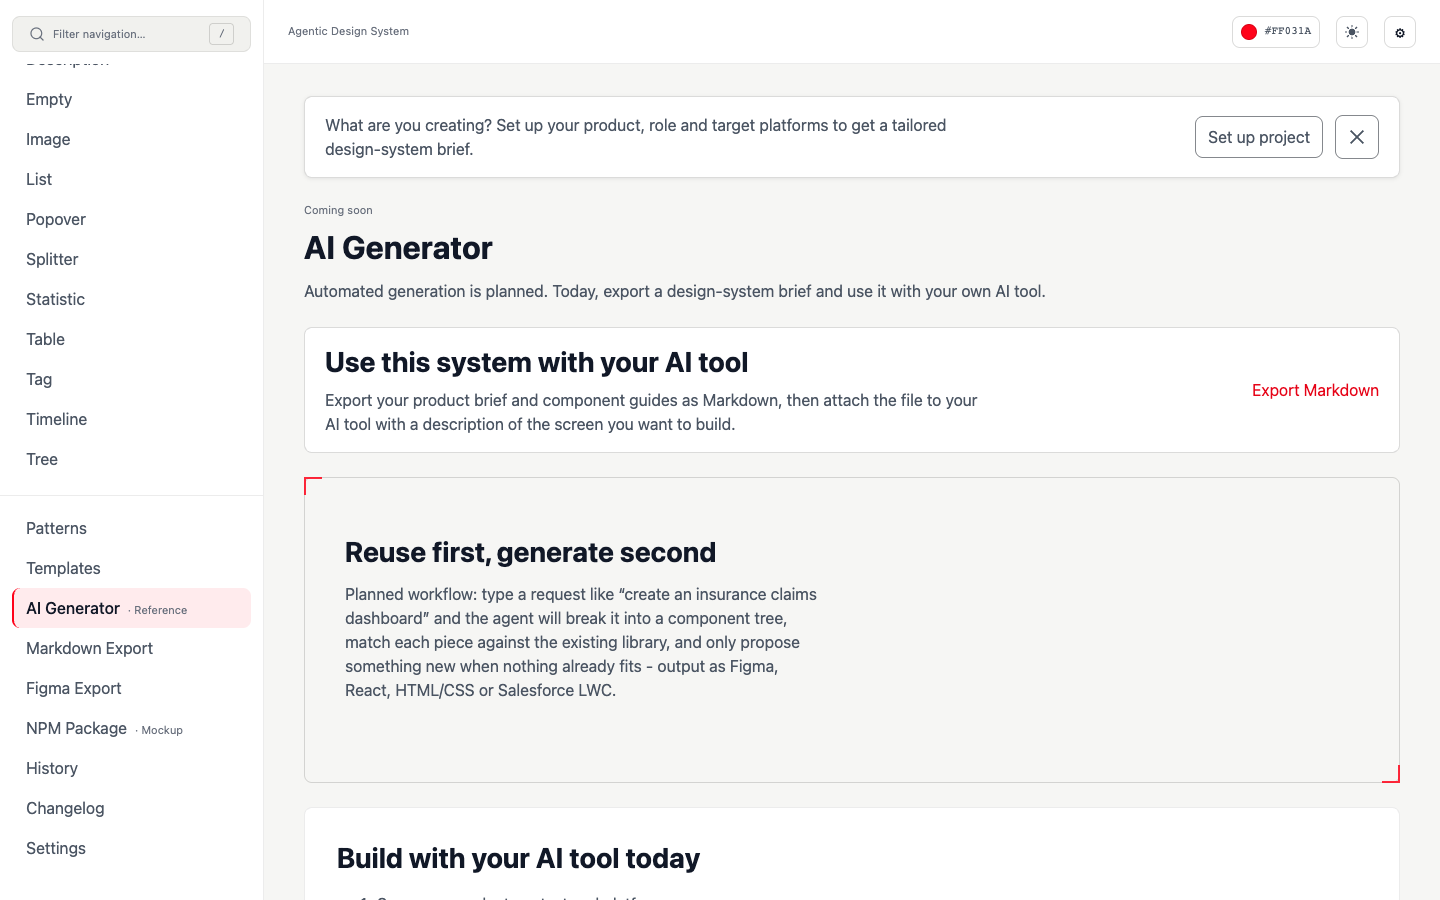 Filter navigation...
/
Description
Empty
Image
List
Popover
Splitter
Statistic
Table
Tag
Timeline
Tree
Patterns
Templates
AI Generator · Reference
Markdown Export
Figma Export
NPM Package · Mockup
History
Changelog
Settings
Agentic Design System
#FF031A
What are you creating? Set up your product, role and target platforms to get a tailored
design-system brief.
Set up project
Coming soon
AI Generator
Automated generation is planned. Today, export a design-system brief and use it with your own AI tool.
Use this system with your AI tool
Export your product brief and component guides as Markdown, then attach the file to your
AI tool with a description of the screen you want to build.
Export Markdown
Reuse first, generate second
Planned workflow: type a request like “create an insurance claims
dashboard” and the agent will break it into a component tree,
match each piece against the existing library, and only propose
something new when nothing already fits - output as Figma,
React, HTML/CSS or Salesforce LWC.
Build with your AI tool today